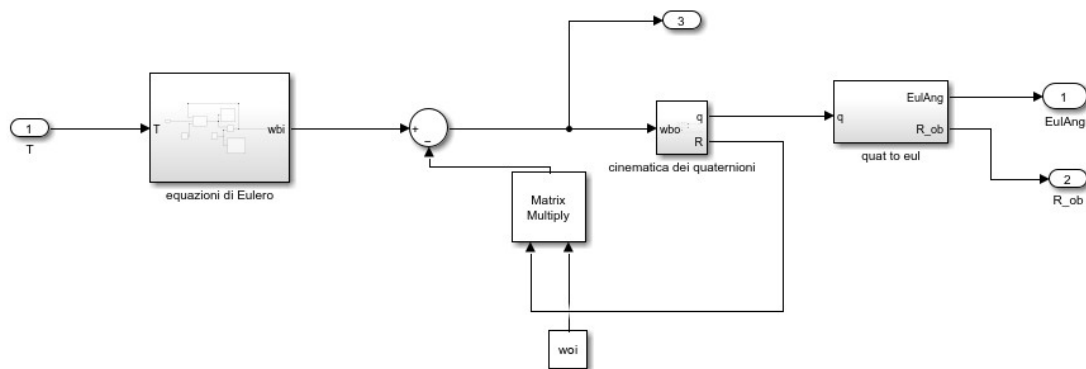 3
1
T
T
wbi
equazioni di Eulero
+
−
wbo
q
R
cinematica dei quaternioni
q
EulAng
R_ob
quat to eul
1
EulAng
2
R_ob
Matrix
Multiply
woi